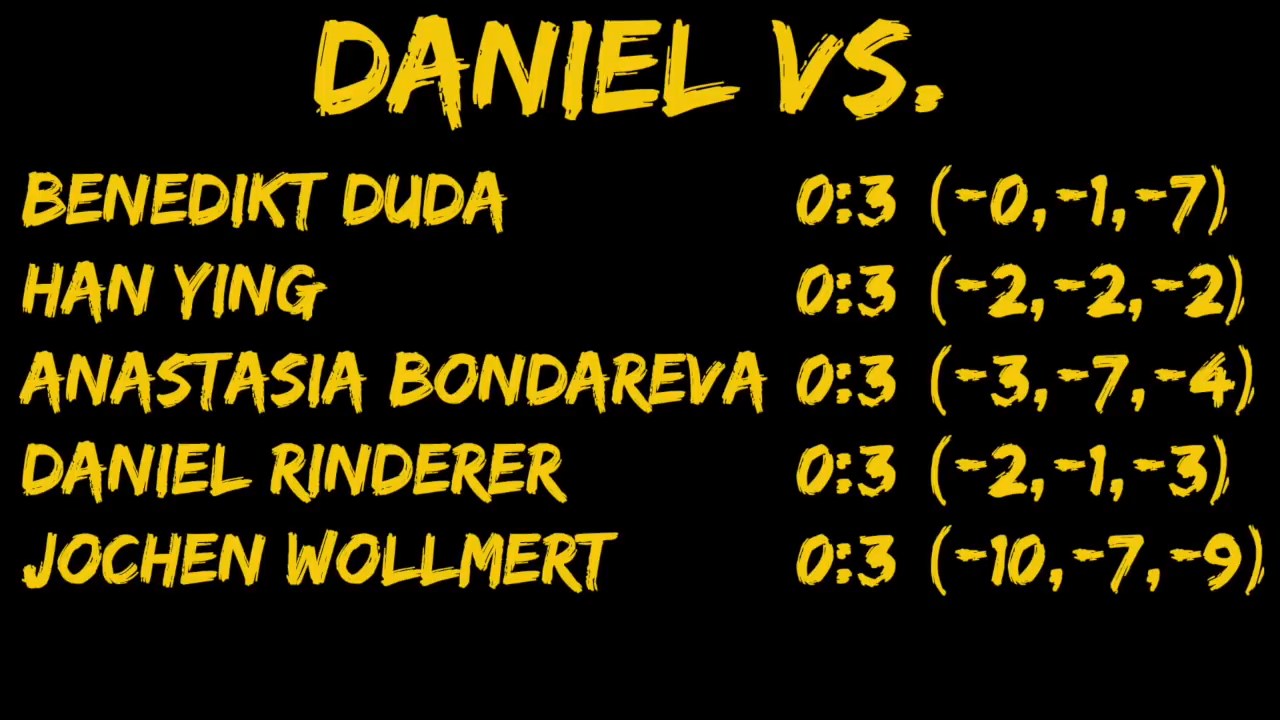 DANIEL VS.
BENEDIKT DUDA 0:3 (-0,-1,-7)
HAN YING 0:3 (-2,-2,-2)
ANASTASIA BONDAREVA 0:3 (-3,-7,-4)
DANIEL RINDERER 0:3 (-2,-1,-3)
JOCHEN WOLLMERT 0:3 (-10,-7,-9)